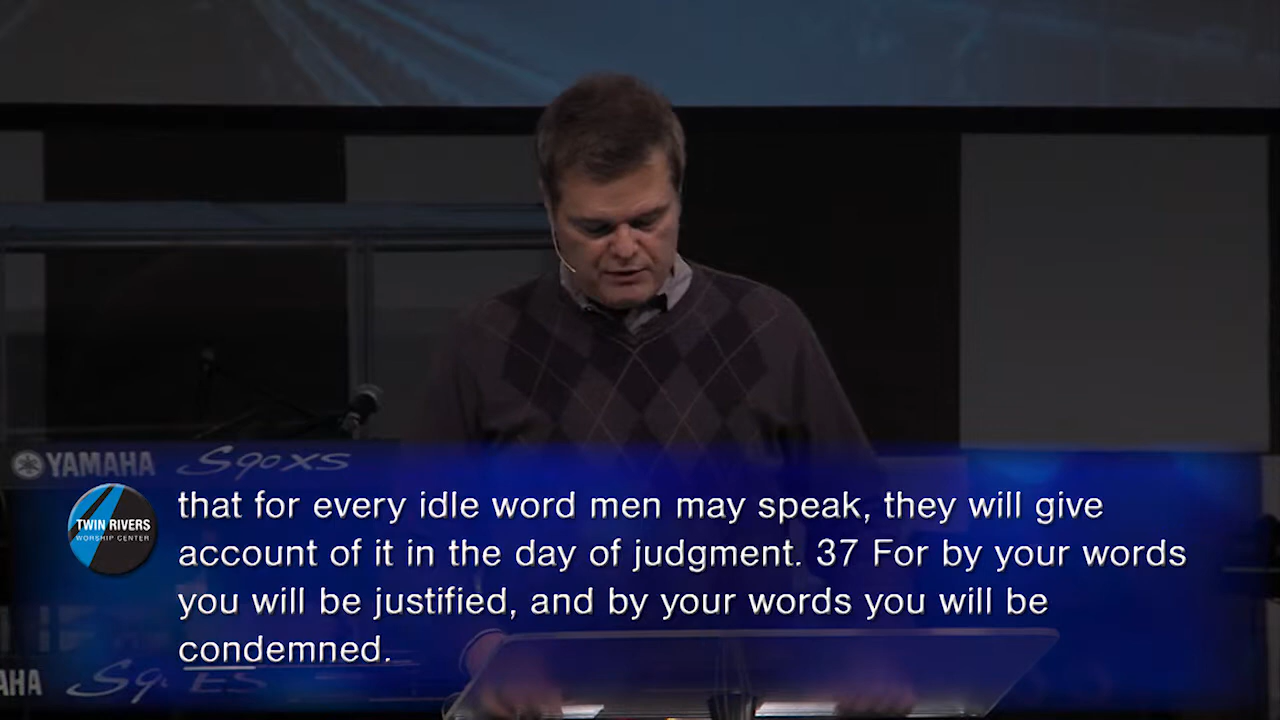 YAMAHA S90XS
TWIN RIVERS
WORSHIP CENTER
that for every idle word men may speak, they will give
account of it in the day of judgment. 37 For by your words
you will be justified, and by your words you will be
condemned.
AHA S90 ES